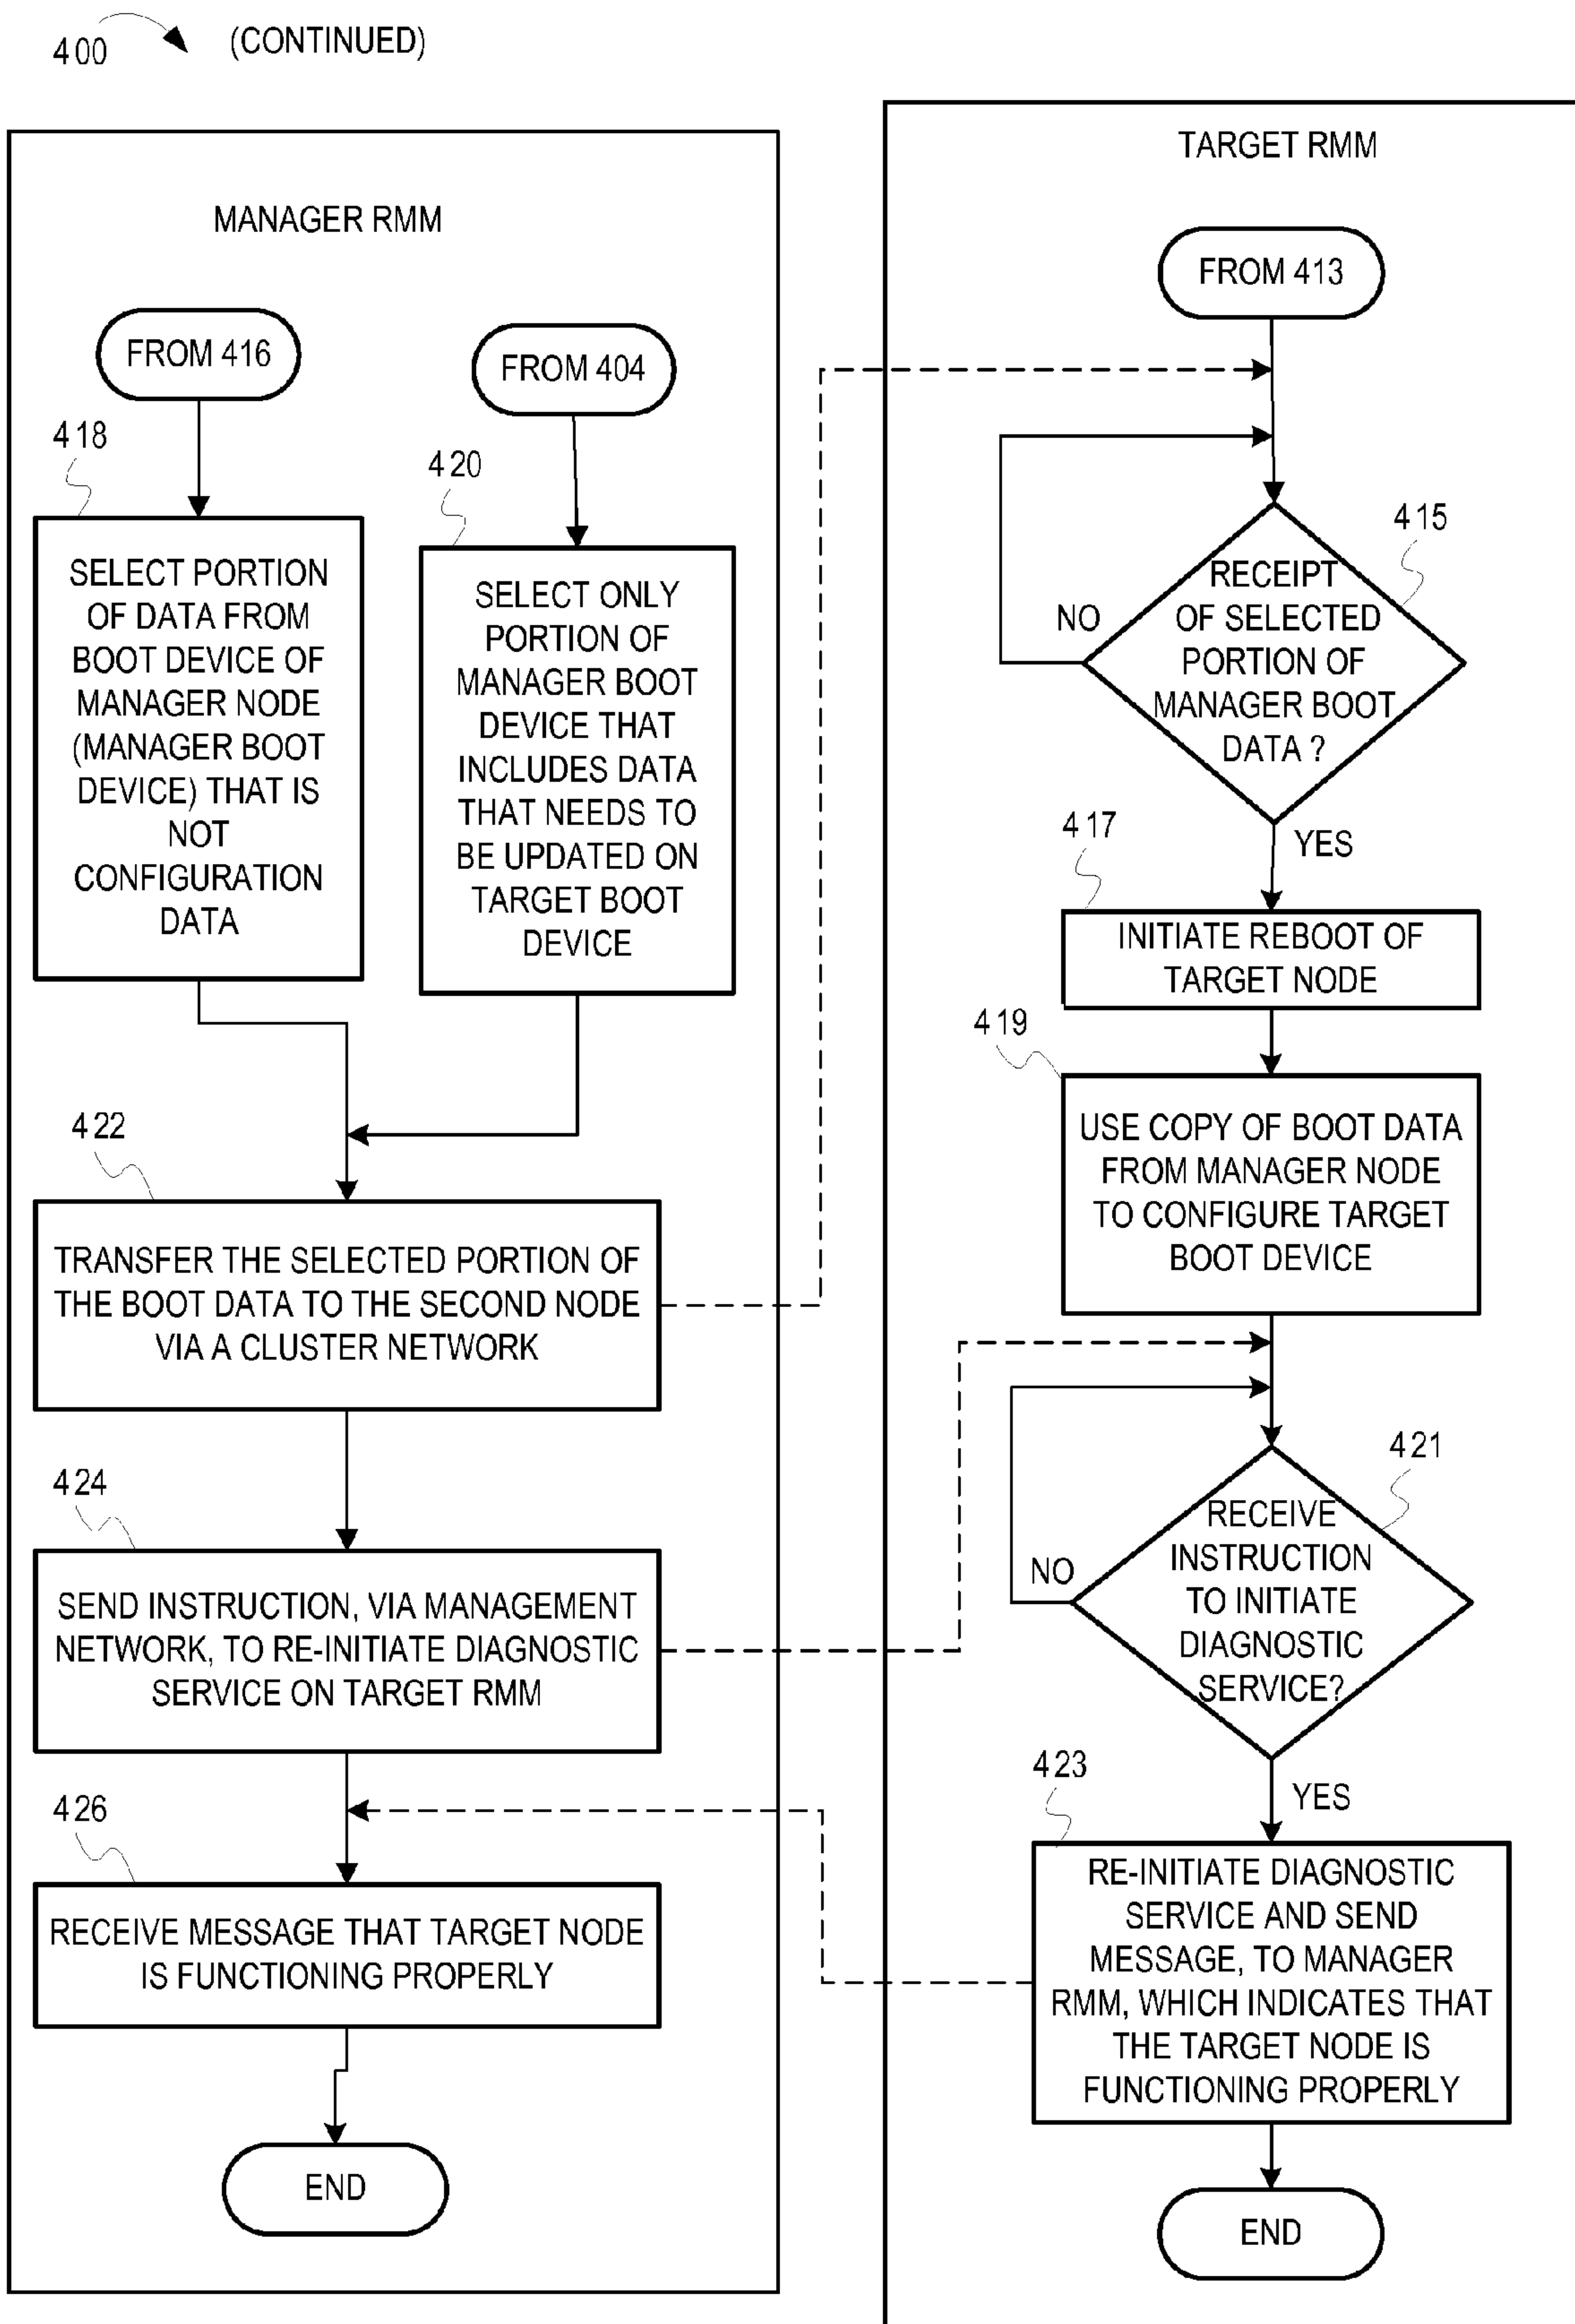 400
(CONTINUED)
MANAGER RMM
FROM 416
FROM 404
418
SELECT PORTION
OF DATA FROM
BOOT DEVICE OF
MANAGER NODE
(MANAGER BOOT
DEVICE) THAT IS
NOT
CONFIGURATION
DATA
420
SELECT ONLY
PORTION OF
MANAGER BOOT
DEVICE THAT
INCLUDES DATA
THAT NEEDS TO
BE UPDATED ON
TARGET BOOT
DEVICE
422
TRANSFER THE SELECTED PORTION OF
THE BOOT DATA TO THE SECOND NODE
VIA A CLUSTER NETWORK
424
SEND INSTRUCTION, VIA MANAGEMENT
NETWORK, TO RE-INITIATE DIAGNOSTIC
SERVICE ON TARGET RMM
426
RECEIVE MESSAGE THAT TARGET NODE
IS FUNCTIONING PROPERLY
END
TARGET RMM
FROM 413
415
RECEIPT
OF SELECTED
PORTION OF
MANAGER BOOT
DATA ?
NO
YES
417
INITIATE REBOOT OF
TARGET NODE
419
USE COPY OF BOOT DATA
FROM MANAGER NODE
TO CONFIGURE TARGET
BOOT DEVICE
421
RECEIVE
INSTRUCTION
TO INITIATE
DIAGNOSTIC
SERVICE?
NO
YES
423
RE-INITIATE DIAGNOSTIC
SERVICE AND SEND
MESSAGE, TO MANAGER
RMM, WHICH INDICATES THAT
THE TARGET NODE IS
FUNCTIONING PROPERLY
END